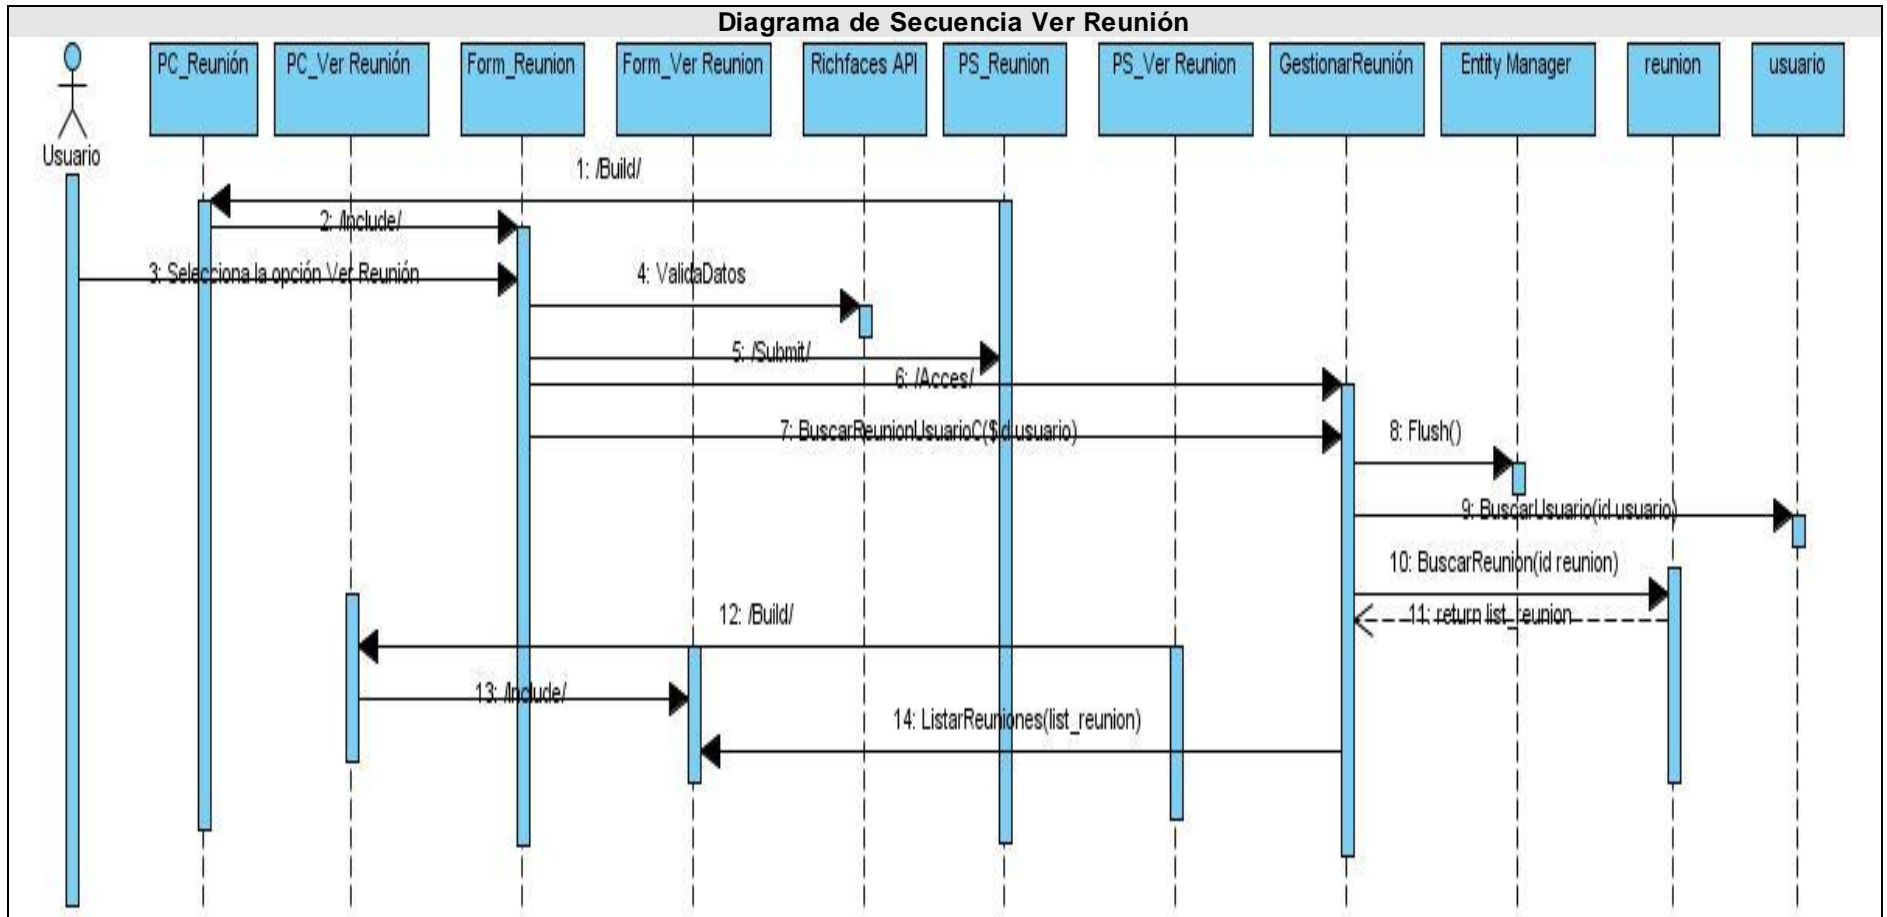 Diagrama de Secuencia Ver Reunión
PC_Reunión
PC_Ver Reunión
Form_Reunion
Form_Ver Reunion
Richfaces API
PS_Reunion
PS_Ver Reunion
GestionarReunión
Entity Manager
reunion
usuario
Usuario
1: /Build/
2: /Include/
3: Selecciona la opción Ver Reunión
4: ValidaDatos
5: /Submit/
6: /Acces/
7: BuscarReunionUsuarioC($id usuario)
8: Flush()
9: BuscarUsuario(id usuario)
10: BuscarReunion(id reunion)
11: return list_reunion
12: /Build/
13: /Include/
14: ListarReuniones(list_reunion)